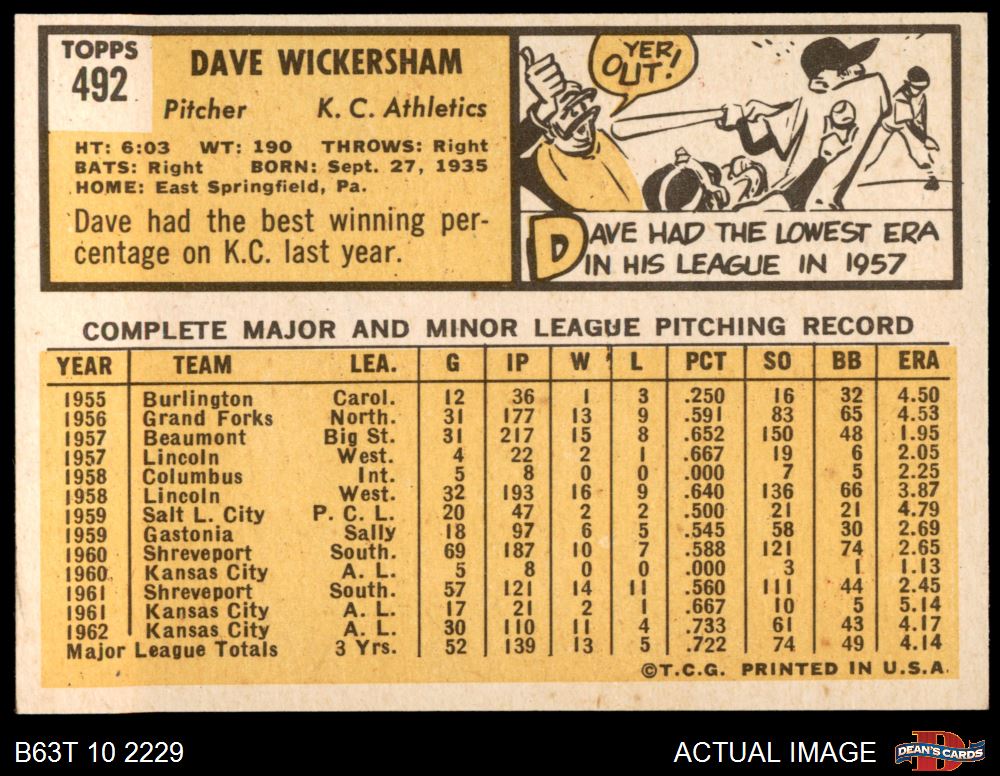 TOPPS
492
DAVE WICKERSHAM
Pitcher K. C. Athletics
HT: 6:03 WT: 190 THROWS: Right
BATS: Right BORN: Sept. 27, 1935
HOME: East Springfield, Pa.
Dave had the best winning per-
centage on K.C. last year.
YER
OUT!
DAVE HAD THE LOWEST ERA
IN HIS LEAGUE IN 1957
COMPLETE MAJOR AND MINOR LEAGUE PITCHING RECORD
YEAR TEAM LEA. G IP W L PCT SO BB ERA
1955 Burlington Carol. 12 36 1 3 .250 16 32 4.50
1956 Grand Forks North. 31 177 13 9 .591 83 65 4.53
1957 Beaumont Big St. 31 217 15 8 .652 150 48 1.95
1957 Lincoln West. 4 22 2 1 .667 19 6 2.05
1958 Columbus Int. 5 8 0 0 .000 7 5 2.25
1958 Lincoln West. 32 193 16 9 .640 136 66 3.87
1959 Salt L. City P. C. L. 20 47 2 2 .500 21 21 4.79
1959 Gastonia Sally 18 97 6 5 .545 58 30 2.69
1960 Shreveport South. 69 187 10 7 .588 121 74 2.65
1960 Kansas City A. L. 5 8 0 0 .000 3 1 1.13
1961 Shreveport South. 57 121 14 11 .560 111 44 2.45
1961 Kansas City A. L. 17 21 2 1 .667 10 5 5.14
1962 Kansas City A. L. 30 110 11 4 .733 61 43 4.17
Major League Totals 3 Yrs. 52 139 13 5 .722 74 49 4.14
©T.C.G. PRINTED IN U.S.A.
B63T 10 2229 ACTUAL IMAGE DEAN'S CARDS